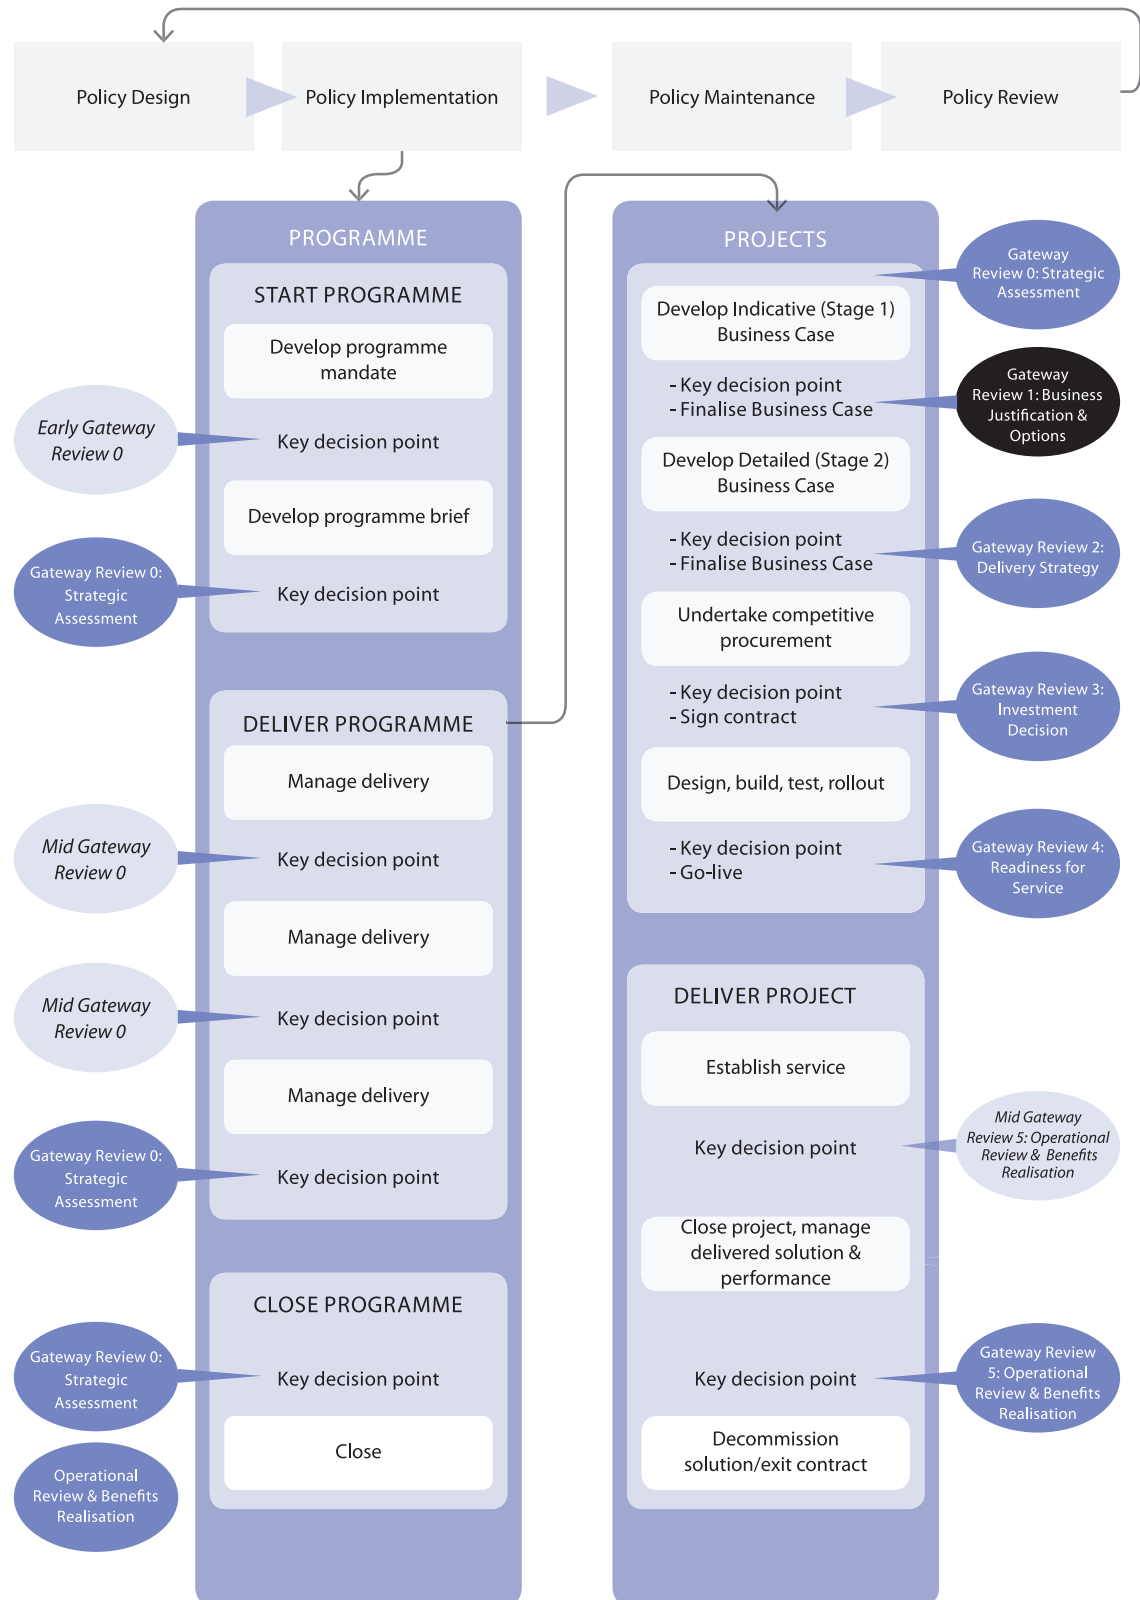 Policy Design
Policy Implementation
Policy Maintenance
Policy Review
PROGRAMME
START PROGRAMME
Develop programme
mandate
Early Gateway
Review 0
Key decision point
Develop programme brief
Gateway Review 0:
Strategic
Assessment
Key decision point
DELIVER PROGRAMME
Manage delivery
Mid Gateway
Review 0
Key decision point
Manage delivery
Mid Gateway
Review 0
Key decision point
Manage delivery
Gateway Review 0:
Strategic
Assessment
Key decision point
CLOSE PROGRAMME
Gateway Review 0:
Strategic
Assessment
Key decision point
Close
Operational
Review & Benefits
Realisation
PROJECTS
Gateway
Review 0: Strategic
Assessment
Develop Indicative (Stage 1)
Business Case
- Key decision point
- Finalise Business Case
Gateway
Review 1: Business
Justification &
Options
Develop Detailed (Stage 2)
Business Case
- Key decision point
- Finalise Business Case
Gateway Review 2:
Delivery Strategy
Undertake competitive
procurement
- Key decision point
- Sign contract
Gateway Review 3:
Investment
Decision
Design, build, test, rollout
- Key decision point
- Go-live
Gateway Review 4:
Readiness for
Service
DELIVER PROJECT
Establish service
Key decision point
Mid Gateway
Review 5: Operational
Review & Benefits
Realisation
Close project, manage
delivered solution &
performance
Key decision point
Gateway Review
5: Operational
Review & Benefits
Realisation
Decommission
solution/exit contract